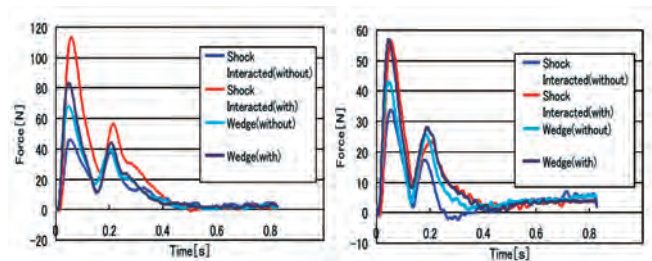 120
100
80
60
40
20
0
-20
Force[N]
0
0.2
0.4
0.6
0.8
1
Time[s]
Shock
Interacted(without)
Shock
Interacted(with)
Wedge(without)
Wedge(with)
60
50
40
30
20
10
0
-10
Force[N]
0
0.2
0.4
0.6
0.8
1
Time[s]
Shock
Interacted(without)
Shock
Interacted(with)
Wedge(without)
Wedge(with)